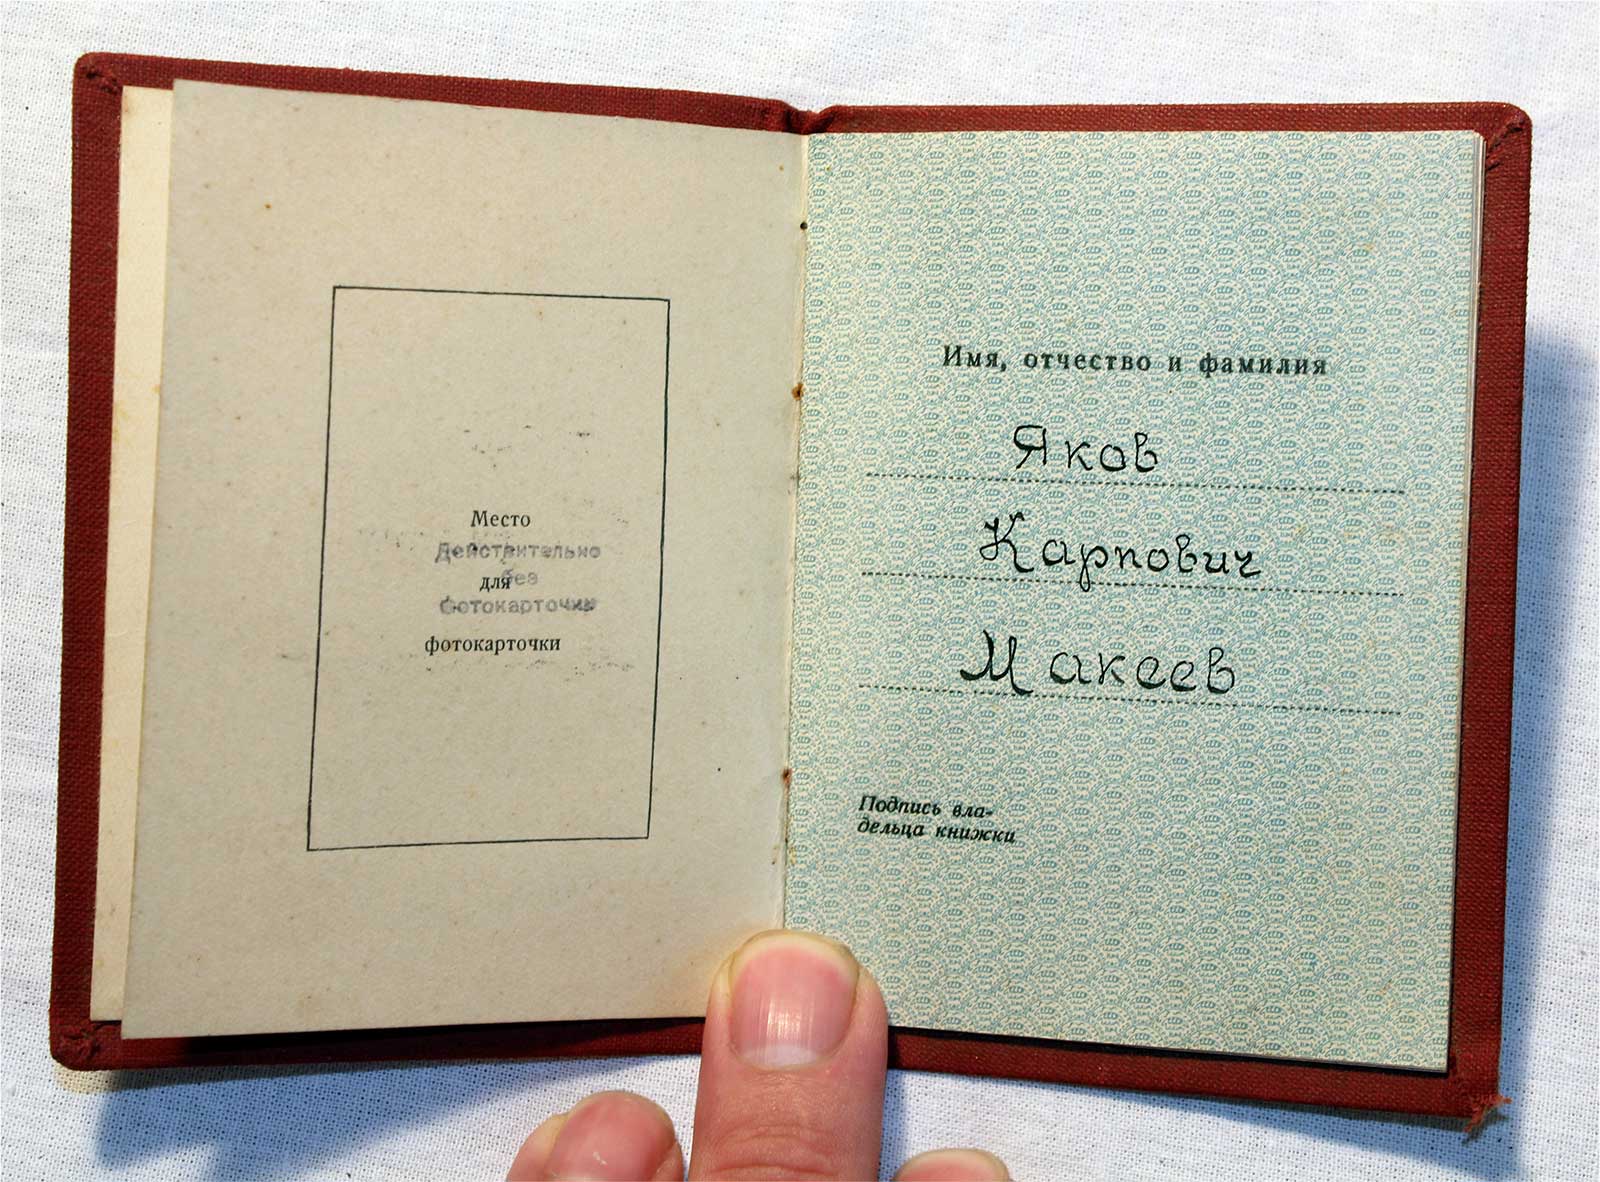 Место
Действительно
для без
фотокарточки
фотокарточки
Имя, отчество и фамилия
Яков
Карпович
Макеев
Подпись вла-
дельца книжки